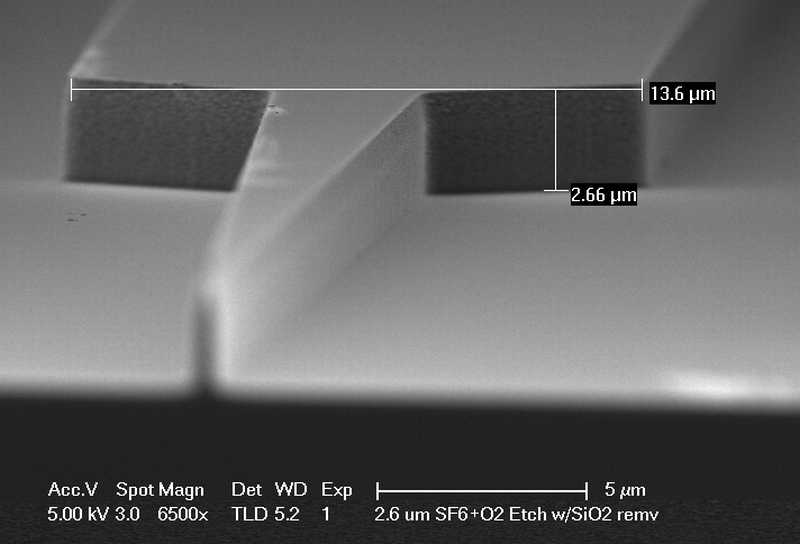 13.6 µm
2.66 µm
Acc.V Spot Magn Det WD Exp 5 µm
5.00 kV 3.0 6500x TLD 5.2 1 2.6 um SF6+O2 Etch w/SiO2 remv